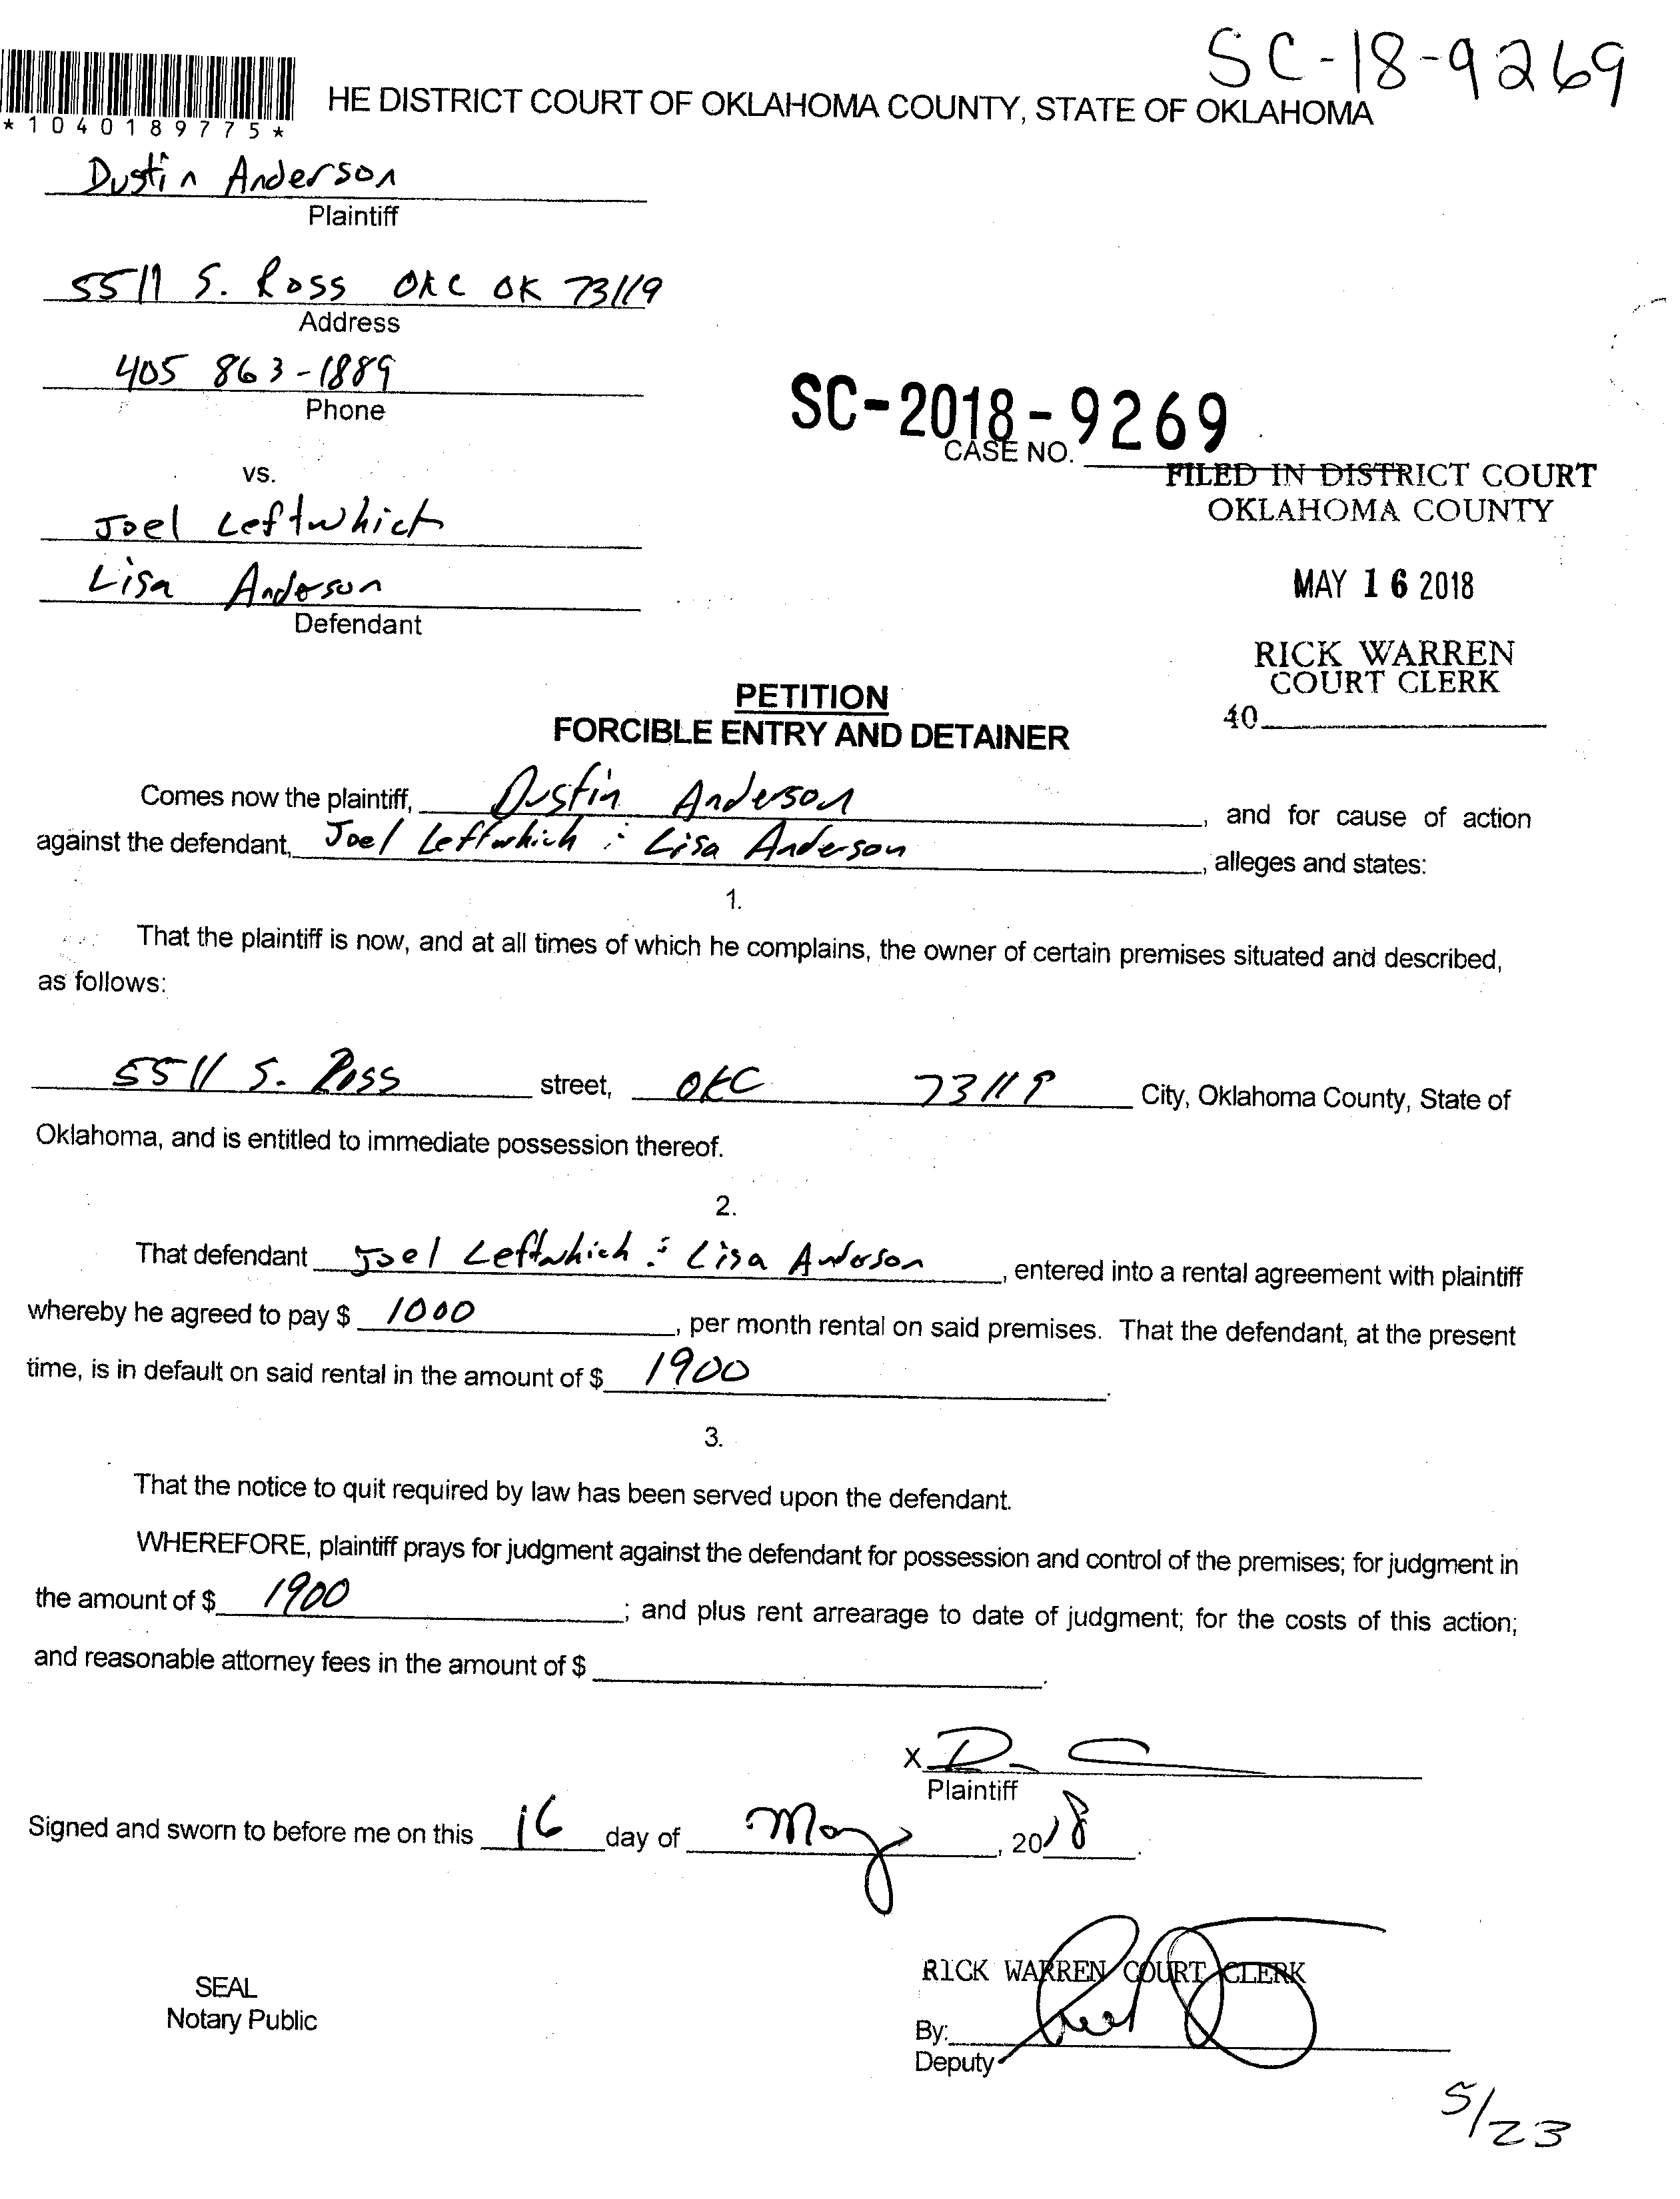 SC-18-9269
*1040189775*
HE DISTRICT COURT OF OKLAHOMA COUNTY, STATE OF OKLAHOMA
Dustin Anderson
Plaintiff
5511 S. Ross OKC OK 73119
Address
405 863-1889
Phone
SC-2018-9269
CASE NO.
vs.
FILED IN DISTRICT COURT
OKLAHOMA COUNTY
Joel Leftwhich
MAY 16 2018
Lisa Anderson
Defendant
RICK WARREN
COURT CLERK
40
PETITION
FORCIBLE ENTRY AND DETAINER
Comes now the plaintiff, Dustin Anderson, and for cause of action
against the defendant, Joel Leftwhich : Lisa Anderson, alleges and states:
1.
That the plaintiff is now, and at all times of which he complains, the owner of certain premises situated and described,
as follows:
5511 S. Ross street, OKC 73119 City, Oklahoma County, State of
Oklahoma, and is entitled to immediate possession thereof.
2.
That defendant Joel Leftwhich : Lisa Anderson, entered into a rental agreement with plaintiff
whereby he agreed to pay $ 1000, per month rental on said premises. That the defendant, at the present
time, is in default on said rental in the amount of $ 1900.
3.
That the notice to quit required by law has been served upon the defendant.
WHEREFORE, plaintiff prays for judgment against the defendant for possession and control of the premises; for judgment in
the amount of $ 1900; and plus rent arrearage to date of judgment; for the costs of this action;
and reasonable attorney fees in the amount of $ .
X
Plaintiff
Signed and sworn to before me on this 16 day of May, 2018.
RICK WARREN COURT CLERK
SEAL
Notary Public
By:
Deputy
5/23